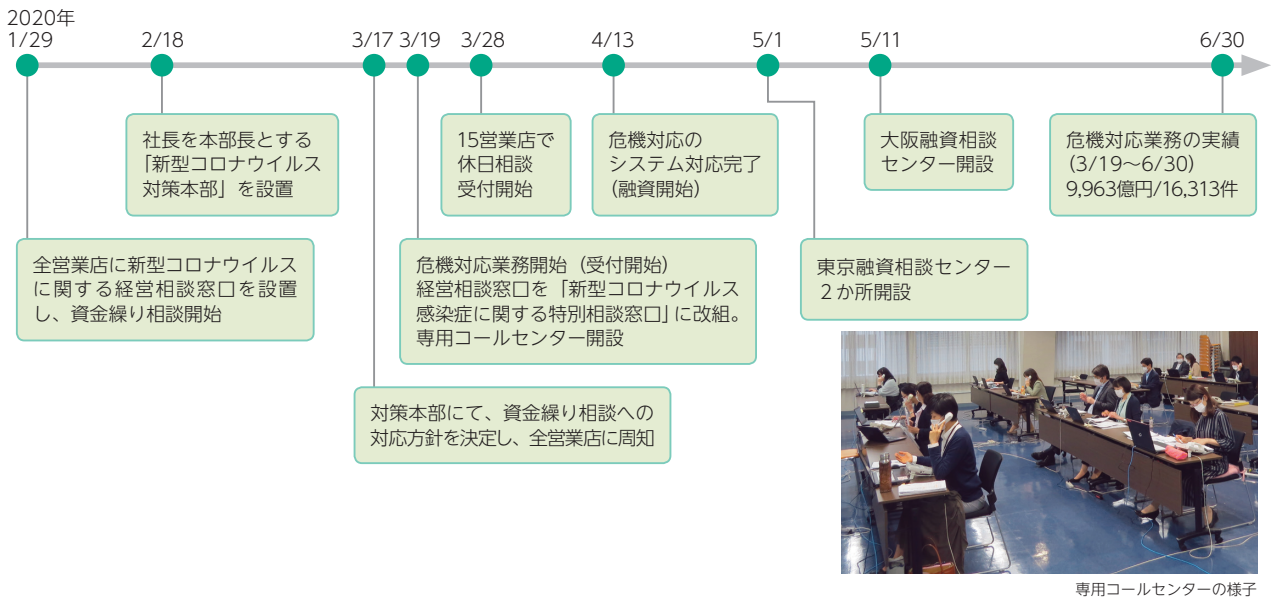 2020年
1/29
2/18
3/17
3/19
3/28
4/13
5/1
5/11
6/30
社長を本部長とする
「新型コロナウイルス
対策本部」を設置
15営業店で
休日相談
受付開始
危機対応の
システム対応完了
（融資開始）
大阪融資相談
センター開設
危機対応業務の実績
(3/19～6/30)
9,963億円/16,313件
全営業店に新型コロナウイルス
に関する経営相談窓口を設置
し、資金繰り相談開始
危機対応業務開始（受付開始）
経営相談窓口を「新型コロナウイルス
感染症に関する特別相談窓口」に改組。
専用コールセンター開設
東京融資相談センター
２か所開設
対策本部にて、資金繰り相談への
対応方針を決定し、全営業店に周知
専用コールセンターの様子